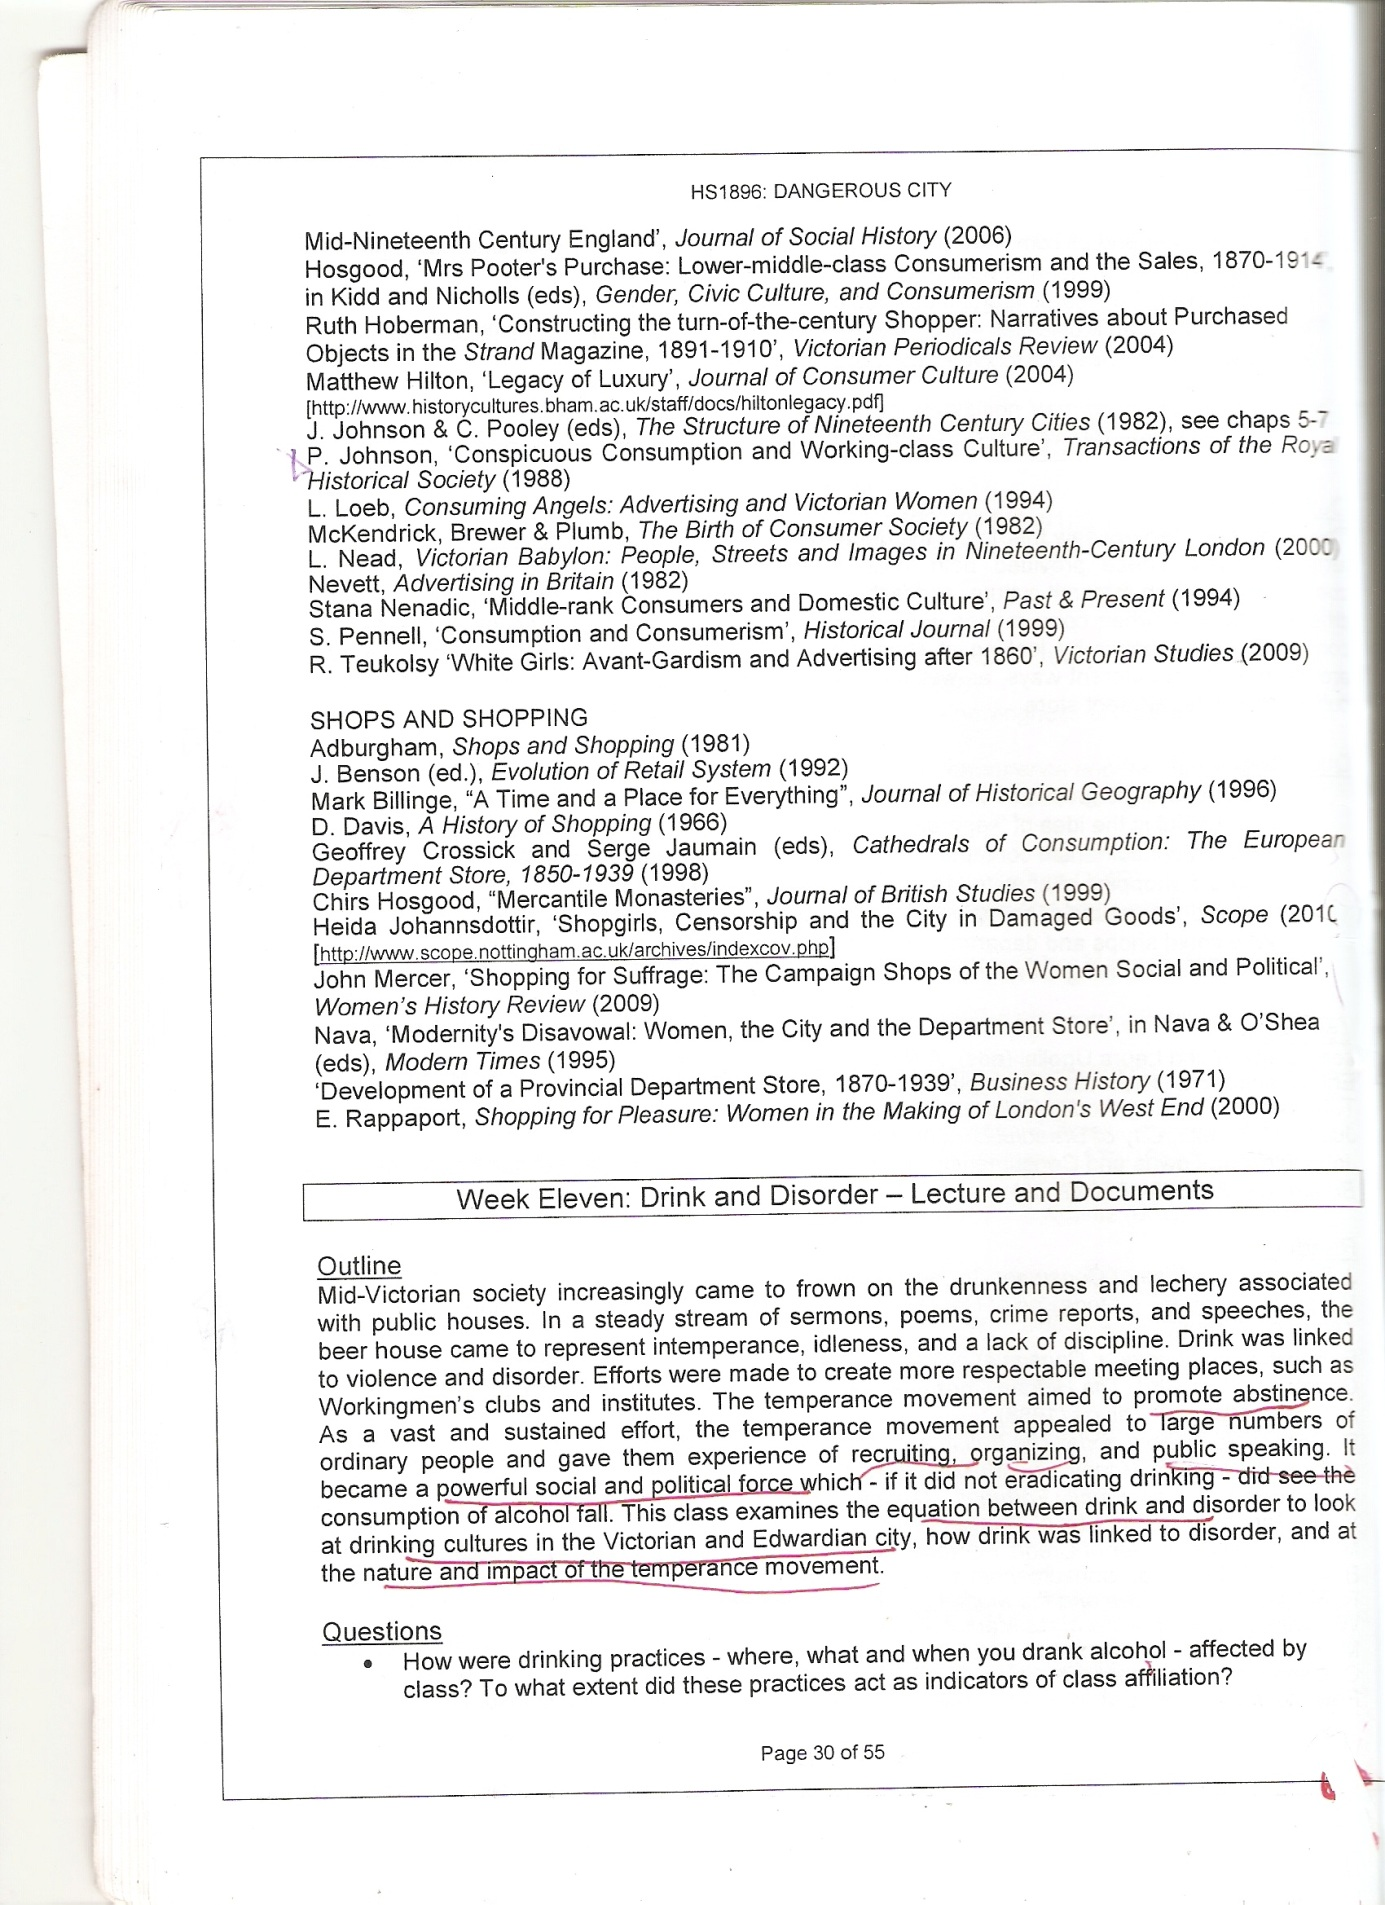 HS1896: DANGEROUS CITY
Mid-Nineteenth Century England', Journal of Social History (2006)
Hosgood, 'Mrs Pooter's Purchase: Lower-middle-class Consumerism and the Sales, 1870-1914
in Kidd and Nicholls (eds), Gender, Civic Culture, and Consumerism (1999)
Ruth Hoberman, 'Constructing the turn-of-the-century Shopper: Narratives about Purchased
Objects in the Strand Magazine, 1891-1910', Victorian Periodicals Review (2004)
Matthew Hilton, 'Legacy of Luxury', Journal of Consumer Culture (2004)
[http://www.historycultures.bham.ac.uk/staff/docs/hiltonlegacy.pdf]
J. Johnson & C. Pooley (eds), The Structure of Nineteenth Century Cities (1982), see chaps 5-7
P. Johnson, 'Conspicuous Consumption and Working-class Culture', Transactions of the Roya
Historical Society (1988)
L. Loeb, Consuming Angels: Advertising and Victorian Women (1994)
McKendrick, Brewer & Plumb, The Birth of Consumer Society (1982)
L. Nead, Victorian Babylon: People, Streets and Images in Nineteenth-Century London (2000)
Nevett, Advertising in Britain (1982)
Stana Nenadic, 'Middle-rank Consumers and Domestic Culture', Past & Present (1994)
S. Pennell, 'Consumption and Consumerism', Historical Journal (1999)
R. Teukolsy 'White Girls: Avant-Gardism and Advertising after 1860', Victorian Studies (2009)
SHOPS AND SHOPPING
Adburgham, Shops and Shopping (1981)
J. Benson (ed.), Evolution of Retail System (1992)
Mark Billinge, "A Time and a Place for Everything", Journal of Historical Geography (1996)
D. Davis, A History of Shopping (1966)
Geoffrey Crossick and Serge Jaumain (eds), Cathedrals of Consumption: The European
Department Store, 1850-1939 (1998)
Chirs Hosgood, "Mercantile Monasteries", Journal of British Studies (1999)
Heida Johannsdottir, 'Shopgirls, Censorship and the City in Damaged Goods', Scope (2010
[http://www.scope.nottingham.ac.uk/archives/indexcov.php]
John Mercer, 'Shopping for Suffrage: The Campaign Shops of the Women Social and Political',
Women's History Review (2009)
Nava, 'Modernity's Disavowal: Women, the City and the Department Store', in Nava & O'Shea
(eds), Modern Times (1995)
'Development of a Provincial Department Store, 1870-1939', Business History (1971)
E. Rappaport, Shopping for Pleasure: Women in the Making of London's West End (2000)
Week Eleven: Drink and Disorder – Lecture and Documents
Outline
Mid-Victorian society increasingly came to frown on the drunkenness and lechery associated
with public houses. In a steady stream of sermons, poems, crime reports, and speeches, the
beer house came to represent intemperance, idleness, and a lack of discipline. Drink was linked
to violence and disorder. Efforts were made to create more respectable meeting places, such as
Workingmen's clubs and institutes. The temperance movement aimed to promote abstinence.
As a vast and sustained effort, the temperance movement appealed to large numbers of
ordinary people and gave them experience of recruiting, organizing, and public speaking. It
became a powerful social and political force which - if it did not eradicating drinking - did see the
consumption of alcohol fall. This class examines the equation between drink and disorder to look
at drinking cultures in the Victorian and Edwardian city, how drink was linked to disorder, and at
the nature and impact of the temperance movement.
Questions
• How were drinking practices - where, what and when you drank alcohol - affected by
class? To what extent did these practices act as indicators of class affiliation?
Page 30 of 55